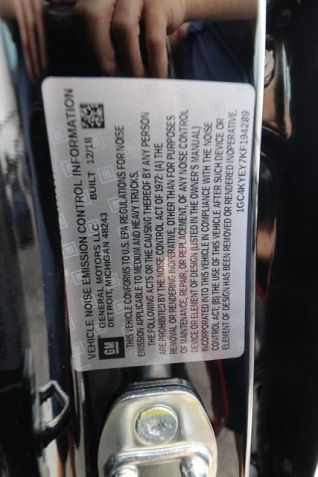 VEHICLE NOISE EMISSION CONTROL INFORMATION
GM
GENERAL MOTORS LLC
DETROIT MICHIGAN 48243
BUILT 12/18
THIS VEHICLE CONFORMS TO U.S. EPA REGULATIONS FOR NOISE
EMISSION APPLICABLE TO MEDIUM AND HEAVY TRUCKS.
THE FOLLOWING ACTS OR THE CAUSING THEREOF BY ANY PERSON
ARE PROHIBITED BY THE NOISE CONTROL ACT OF 1972: (A) THE
REMOVAL OR RENDERING INOPERATIVE, OTHER THAN FOR PURPOSES
OF MAINTENANCE, REPAIR, OR REPLACEMENT, OF ANY NOISE CONTROL
DEVICE OR ELEMENT OF DESIGN (LISTED IN THE OWNER'S MANUAL)
INCORPORATED INTO THIS VEHICLE IN COMPLIANCE WITH THE NOISE
CONTROL ACT; (B) THE USE OF THIS VEHICLE AFTER SUCH DEVICE OR
ELEMENT OF DESIGN HAS BEEN REMOVED OR RENDERED INOPERATIVE.
1GC4KYEY7KF194289